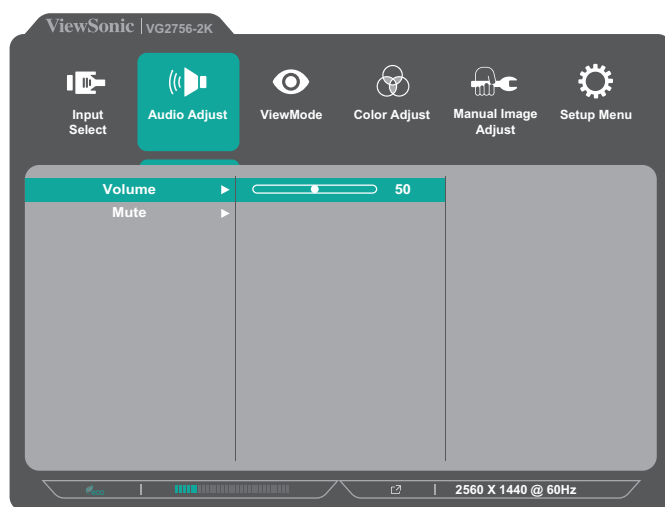 ViewSonic | VG2756-2K
Input Select
Audio Adjust
ViewMode
Color Adjust
Manual Image Adjust
Setup Menu
Volume ▶ 50
Mute ▶
eco | 2560 X 1440 @ 60Hz